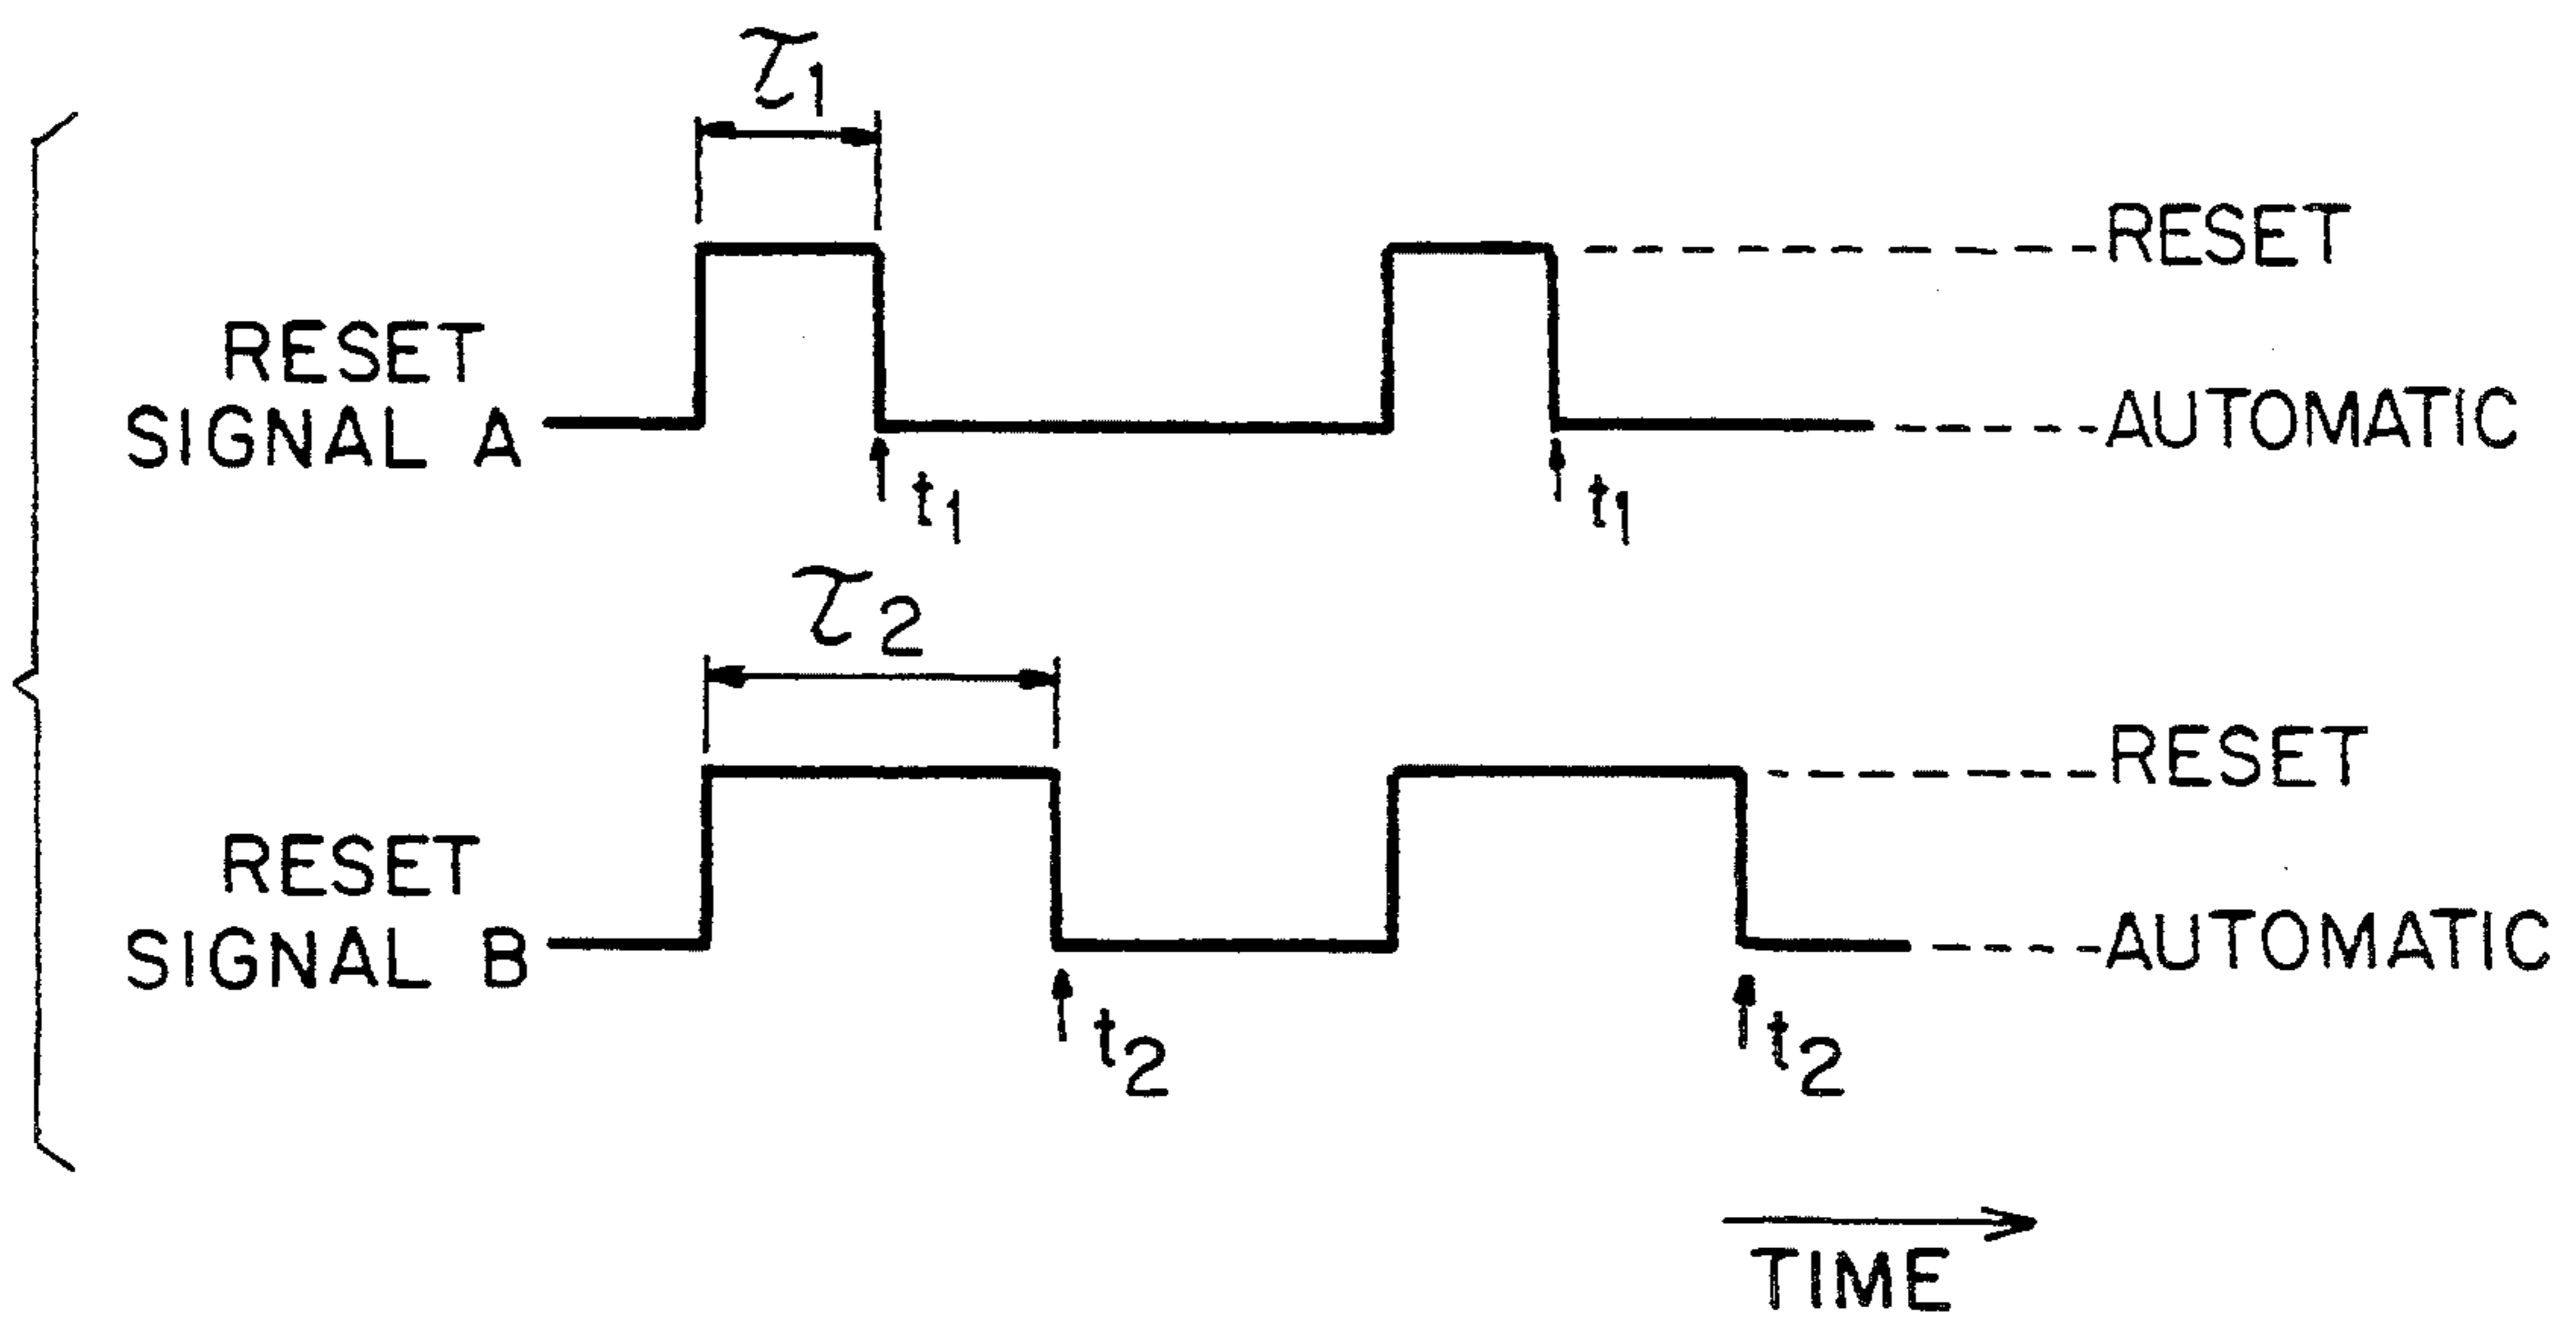 τ1
RESET
RESET
SIGNAL A
AUTOMATIC
t1
t1
τ2
RESET
RESET
SIGNAL B
AUTOMATIC
t2
t2
TIME